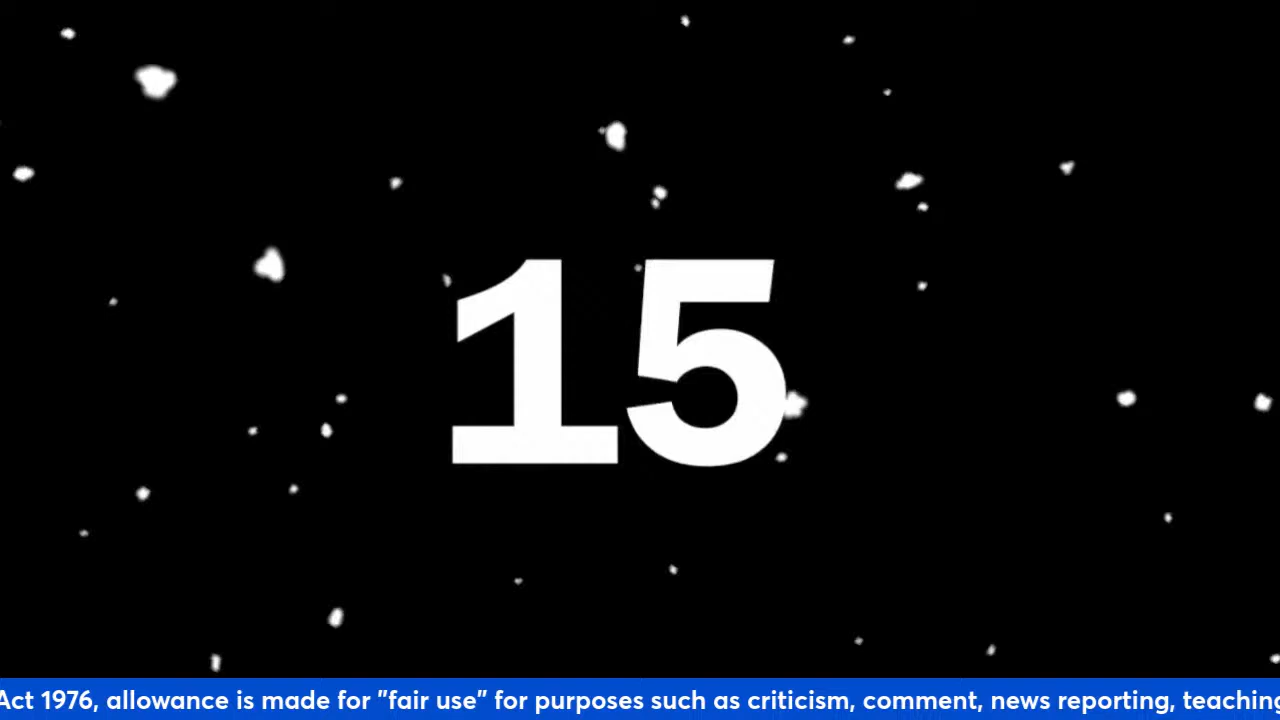 15
Act 1976, allowance is made for "fair use" for purposes such as criticism, comment, news reporting, teaching